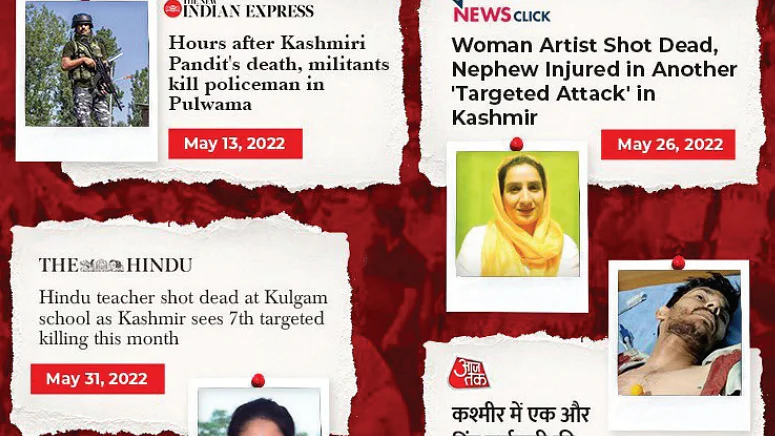 THE NEW
INDIAN EXPRESS
Hours after Kashmiri
Pandit's death, militants
kill policeman in
Pulwama
May 13, 2022
NEWSCLICK
Woman Artist Shot Dead,
Nephew Injured in Another
'Targeted Attack' in
Kashmir
May 26, 2022
THE HINDU
Hindu teacher shot dead at Kulgam
school as Kashmir sees 7th targeted
killing this month
May 31, 2022
आज
तक
कश्मीर में एक और